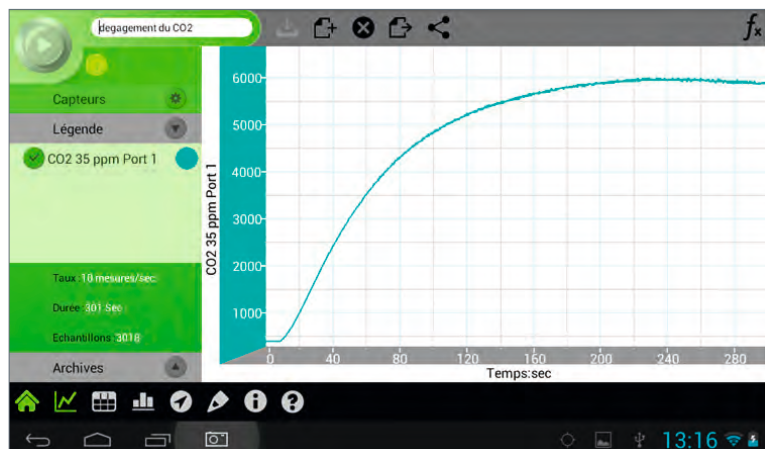 degagement du CO2
fx
Capteurs
Légende
CO2 35 ppm Port 1
Taux :10 mesures/sec
Durée :301 Sec
Echantillons :3018
Archives
CO2 35 ppm Port 1
6000
5000
4000
3000
2000
1000
0
40
80
120
160
200
240
280
Temps:sec
13:16